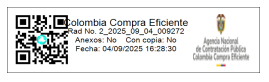 Colombia Compra Eficiente
Rad No. 2_2025_09_04_009272
Anexos: No Con copia: No
Fecha: 04/09/2025 16:28:30
Agencia Nacional
de Contratación Pública
Colombia Compra Eficiente